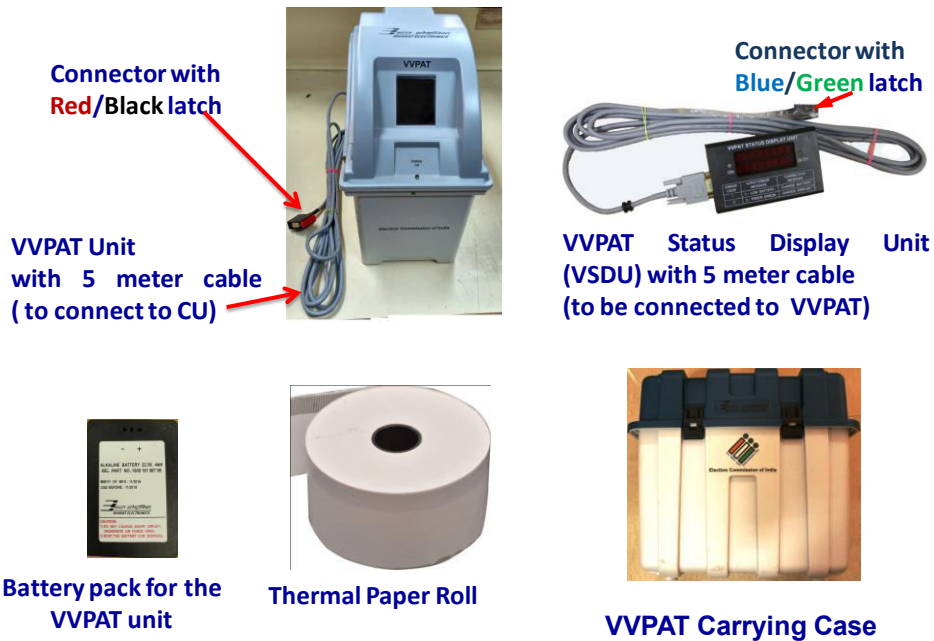 Connector with
Red/Black latch
VVPAT
Election Commission of India
VVPAT Unit
with 5 meter cable
( to connect to CU)
Connector with
Blue/Green latch
VVPAT STATUS DISPLAY UNIT
VVPAT Status Display Unit
(VSDU) with 5 meter cable
(to be connected to VVPAT)
- +
Battery pack for the
VVPAT unit
Thermal Paper Roll
Election Commission of India
VVPAT Carrying Case